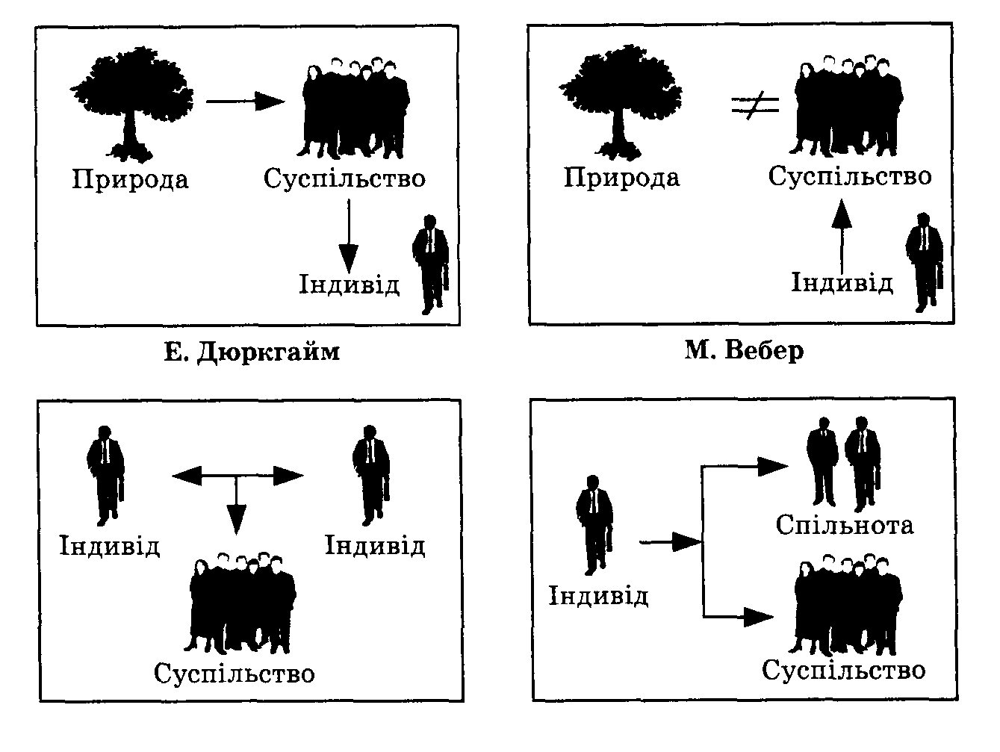 Природа
Суспільство
Індивід
Е. Дюркгайм
Природа
Суспільство
Індивід
М. Вебер
Індивід
Індивід
Суспільство
Індивід
Спільнота
Суспільство